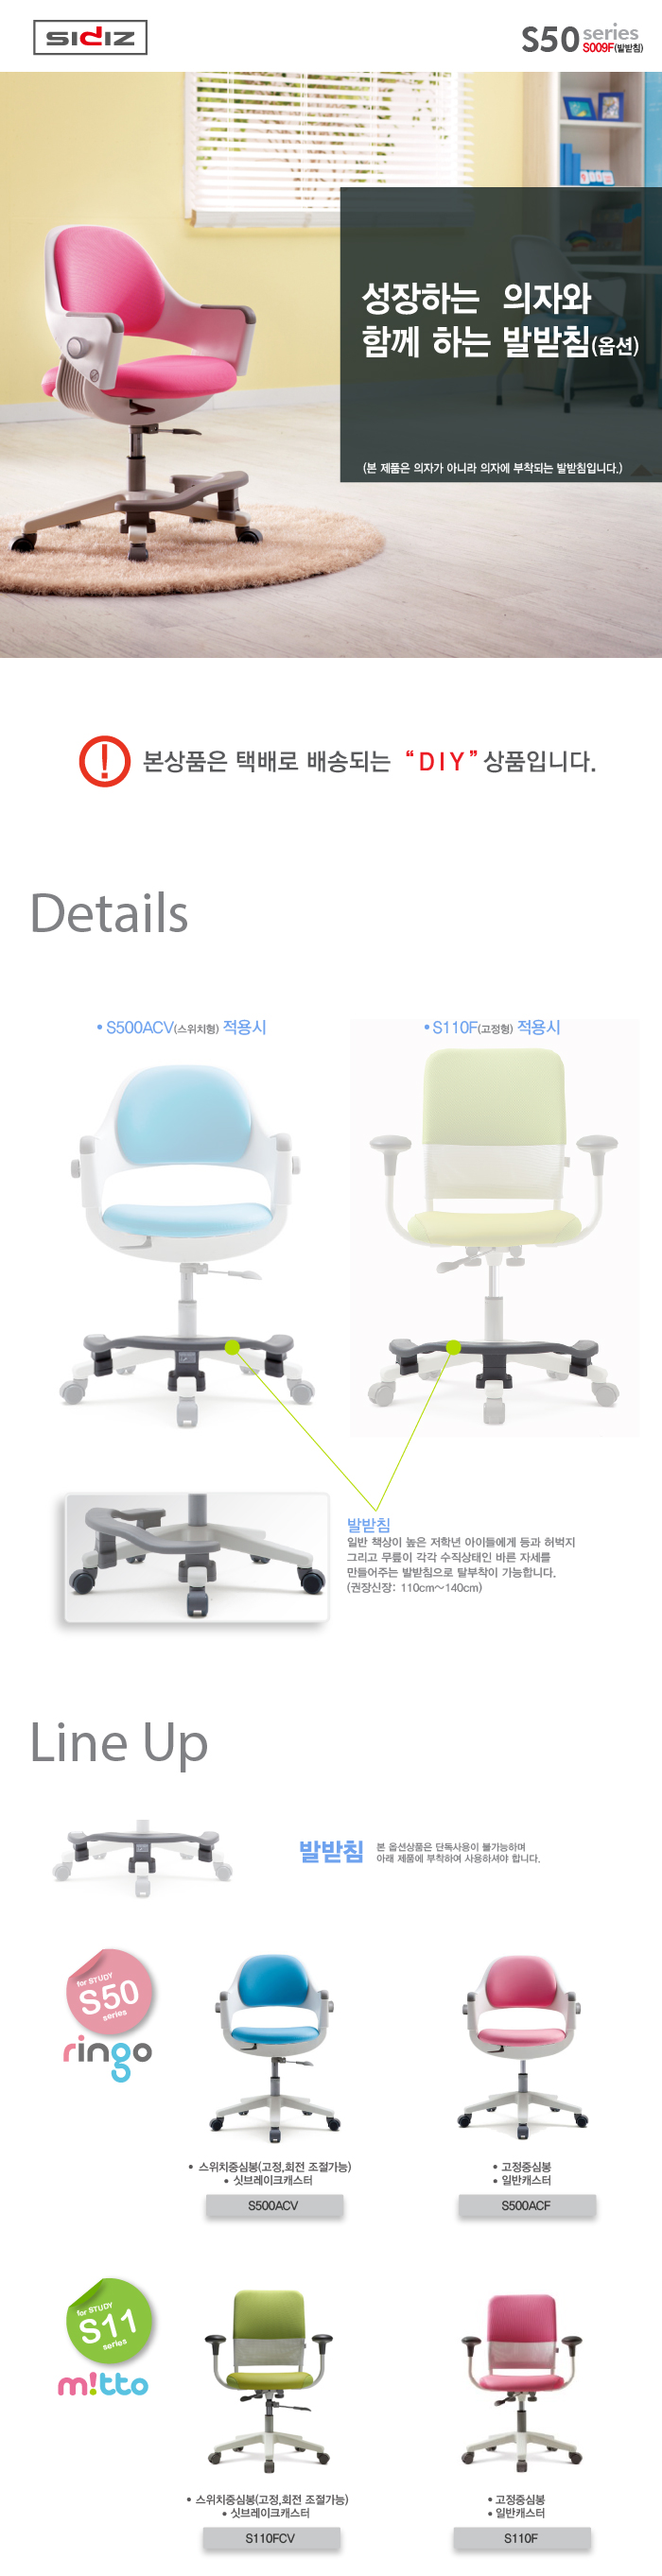 SIDIZ
S50 series
S009F(발받침)
성장하는 의자와
함께 하는 발받침(옵션)
(본 제품은 의자가 아니라 의자에 부착되는 발받침입니다.)
본상품은 택배로 배송되는 “DIY” 상품입니다.
Details
• S500ACV(스위치형) 적용시
• S110F(고정형) 적용시
발받침
일반 책상이 높은 저학년 아이들에게 등과 허벅지
그리고 무릎이 각각 수직상태인 바른 자세를
만들어주는 발받침으로 탈부착이 가능합니다.
(권장신장: 110cm~140cm)
Line Up
발받침
본 옵션상품은 단독사용이 불가능하며
아래 제품에 부착하여 사용하셔야 합니다.
for STUDY
S50
series
ringo
• 스위치중심봉(고정,회전 조절가능)
• 싯브레이크캐스터
S500ACV
• 고정중심봉
• 일반캐스터
S500ACF
for STUDY
S11
series
m!tto
• 스위치중심봉(고정,회전 조절가능)
• 싯브레이크캐스터
S110FCV
• 고정중심봉
• 일반캐스터
S110F